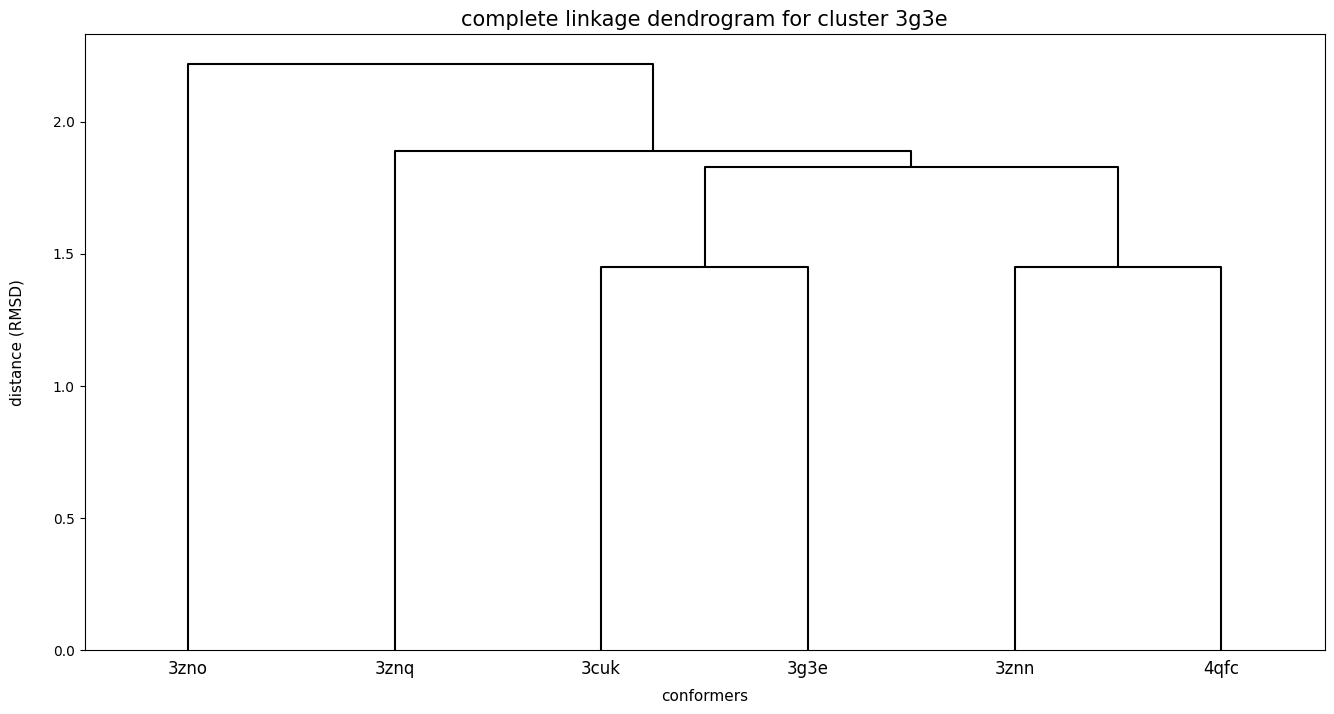 complete linkage dendrogram for cluster 3g3e
distance (RMSD)
2.0
1.5
1.0
0.5
0.0
3zno 3znq 3cuk 3g3e 3znn 4qfc
conformers